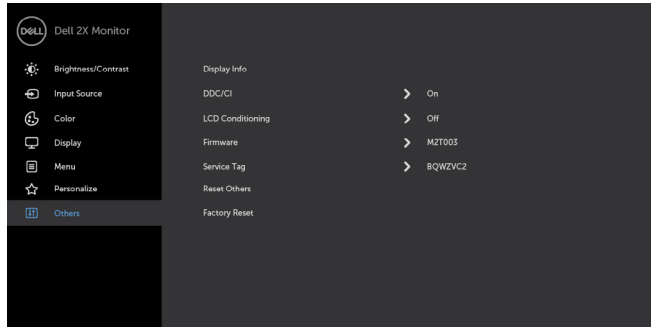 DELL Dell 2X Monitor
Brightness/Contrast Display Info
Input Source DDC/CI On
Color LCD Conditioning Off
Display Firmware M2T003
Menu Service Tag BQWZVC2
Personalize Reset Others
Others Factory Reset